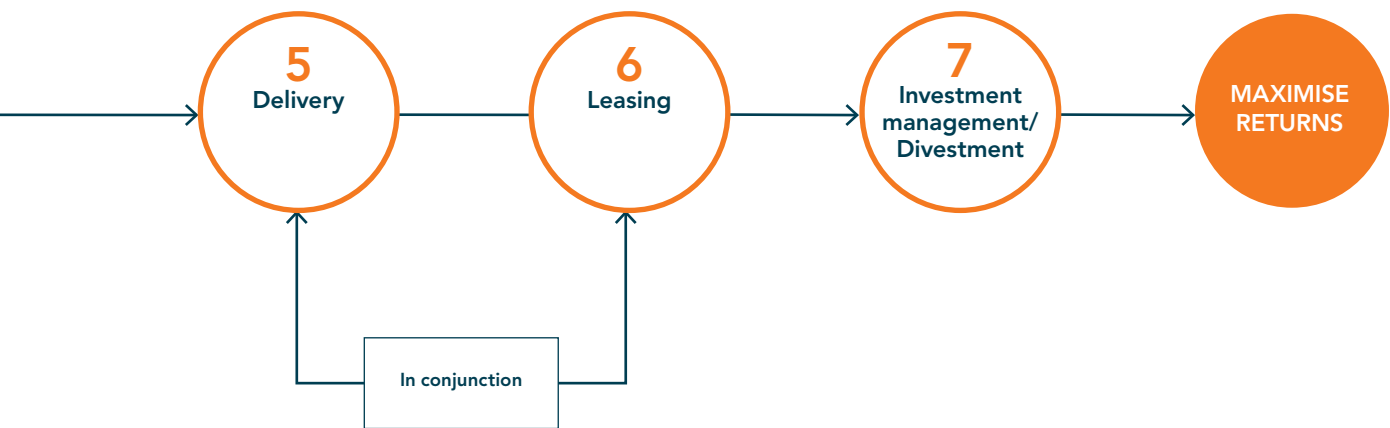 5
Delivery
6
Leasing
7
Investment
management/
Divestment
MAXIMISE
RETURNS
In conjunction